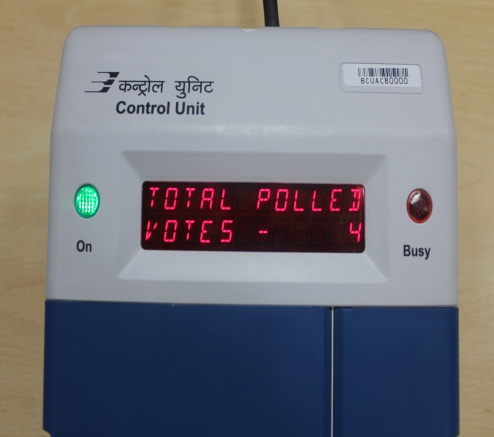 BCUAC80000
कन्ट्रोल युनिट
Control Unit
TOTAL POLLED
VOTES - 4
On
Busy